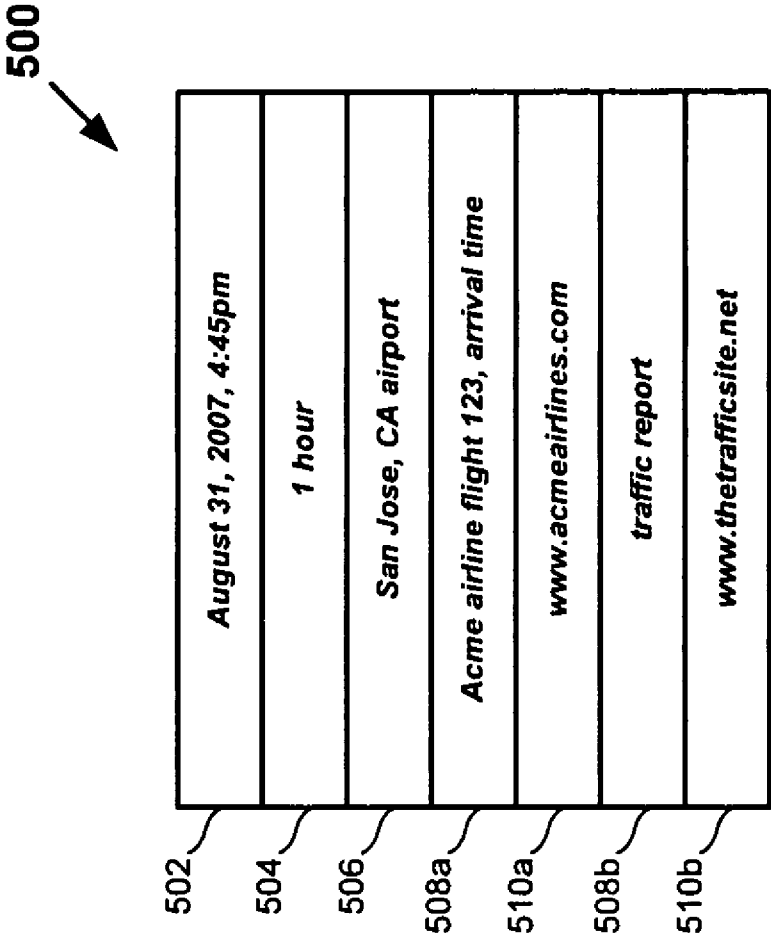 500
502 August 31, 2007, 4:45pm
504 1 hour
506 San Jose, CA airport
508a Acme airline flight 123, arrival time
510a www.acmeairlines.com
508b traffic report
510b www.thetrafficsite.net